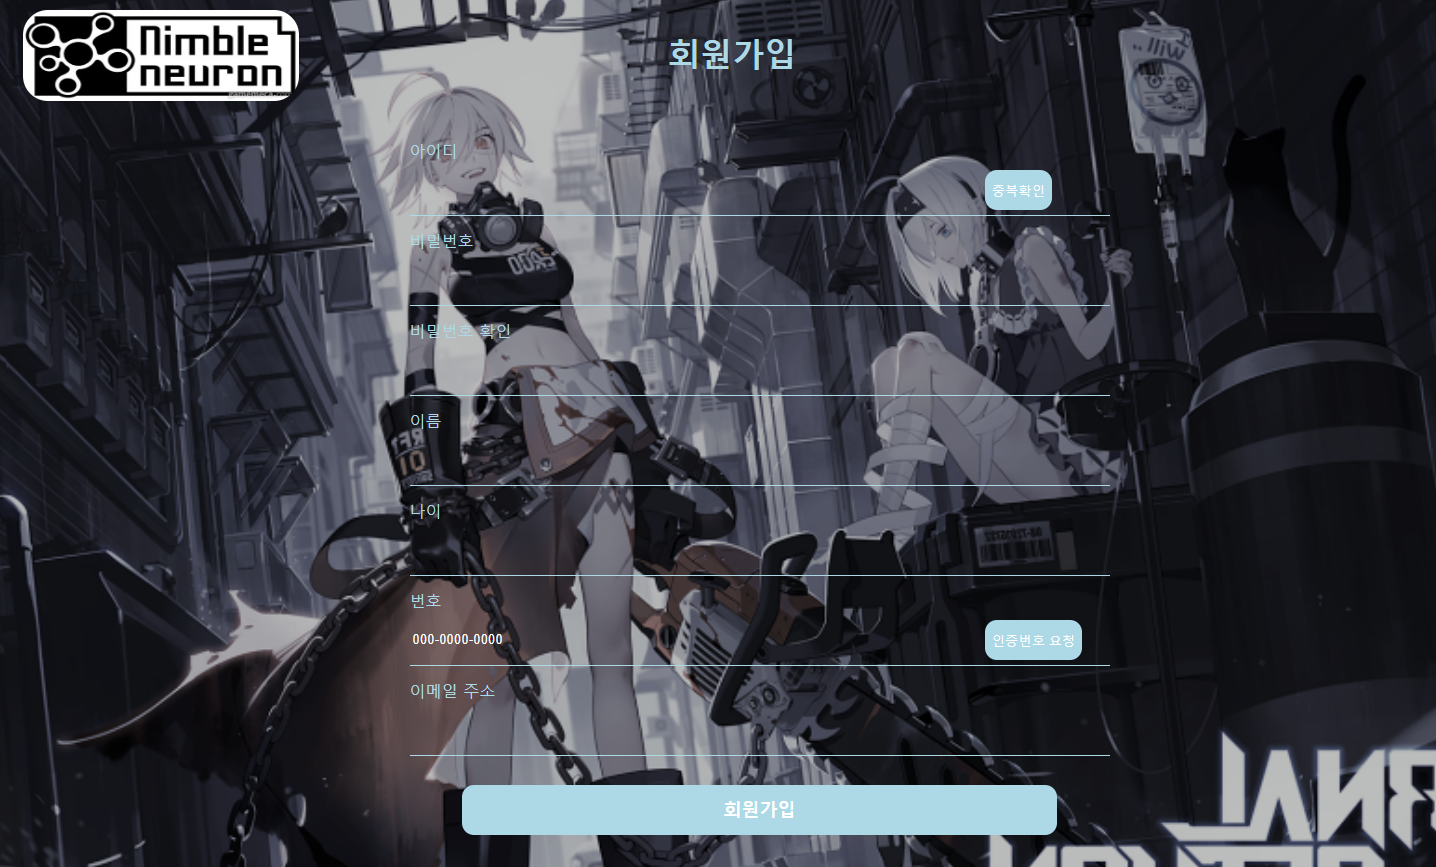 Nimble
neuron
회원가입
아이디
중복확인
비밀번호
비밀번호 확인
이름
나이
번호
000-0000-0000
인증번호 요청
이메일 주소
회원가입